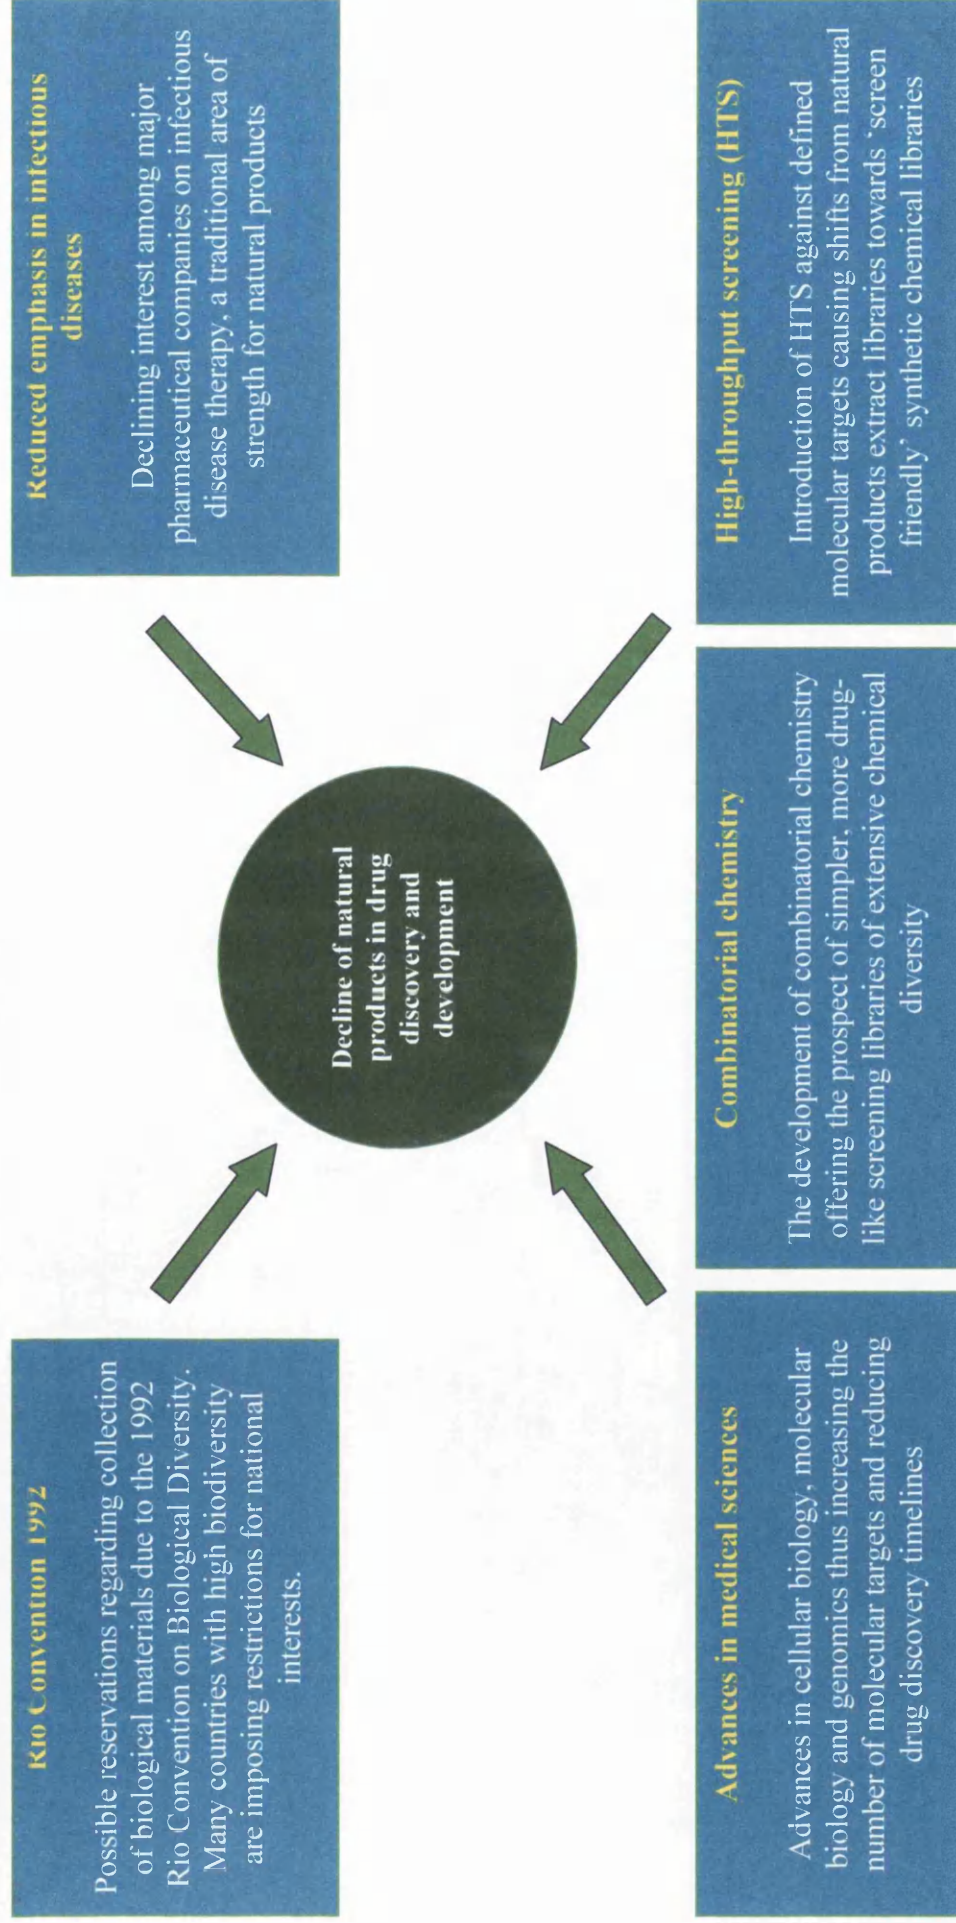 Rio Convention 1992
Possible reservations regarding collection
of biological materials due to the 1992
Rio Convention on Biological Diversity.
Many countries with high biodiversity
are imposing restrictions for national
interests.
Reduced emphasis in infectious
diseases
Declining interest among major
pharmaceutical companies on infectious
disease therapy, a traditional area of
strength for natural products
Decline of natural
products in drug
discovery and
development
Advances in medical sciences
Advances in cellular biology, molecular
biology and genomics thus increasing the
number of molecular targets and reducing
drug discovery timelines
Combinatorial chemistry
The development of combinatorial chemistry
offering the prospect of simpler, more drug-
like screening libraries of extensive chemical
diversity
High-throughput screening (HTS)
Introduction of HTS against defined
molecular targets causing shifts from natural
products extract libraries towards ‘screen
friendly’ synthetic chemical libraries